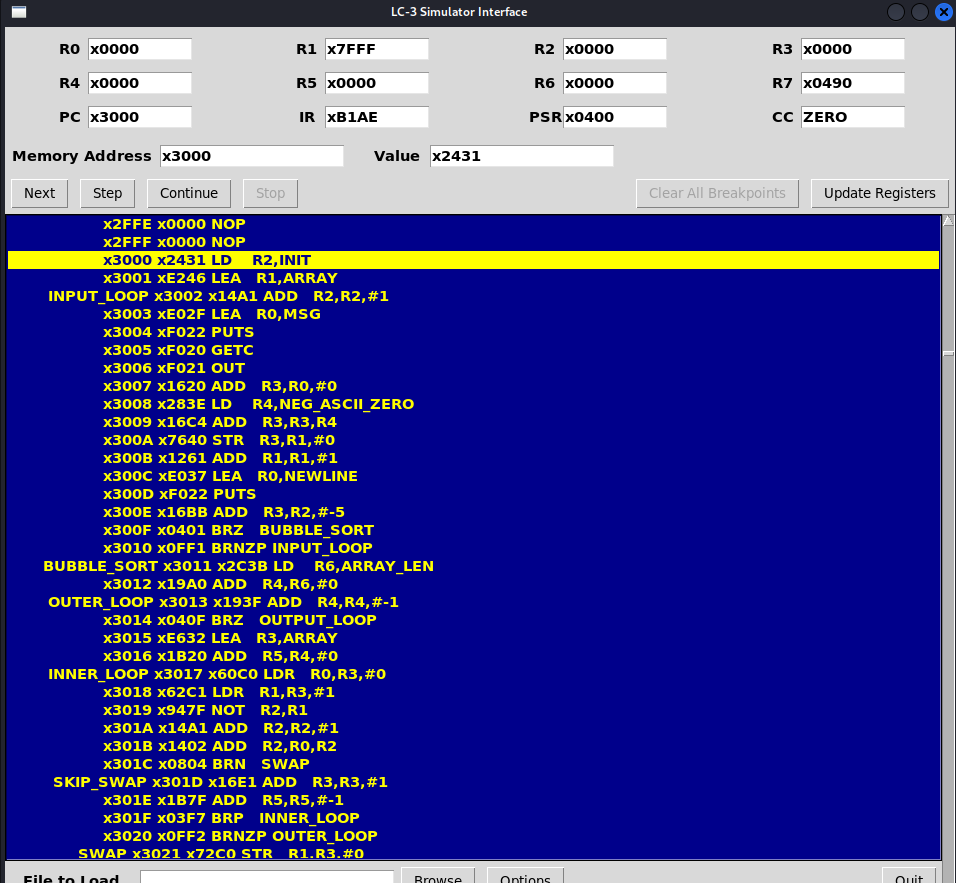 LC-3 Simulator Interface
R0 x0000 R1 x7FFF R2 x0000 R3 x0000
R4 x0000 R5 x0000 R6 x0000 R7 x0490
PC x3000 IR xB1AE PSR x0400 CC ZERO
Memory Address x3000 Value x2431
Next Step Continue Stop Clear All Breakpoints Update Registers
x2FFE x0000 NOP
x2FFF x0000 NOP
x3000 x2431 LD R2,INIT
x3001 xE246 LEA R1,ARRAY
INPUT_LOOP x3002 x14A1 ADD R2,R2,#1
x3003 xE02F LEA R0,MSG
x3004 xF022 PUTS
x3005 xF020 GETC
x3006 xF021 OUT
x3007 x1620 ADD R3,R0,#0
x3008 x283E LD R4,NEG_ASCII_ZERO
x3009 x16C4 ADD R3,R3,R4
x300A x7640 STR R3,R1,#0
x300B x1261 ADD R1,R1,#1
x300C xE037 LEA R0,NEWLINE
x300D xF022 PUTS
x300E x16BB ADD R3,R2,#-5
x300F x0401 BRZ BUBBLE_SORT
x3010 x0FF1 BRNZP INPUT_LOOP
BUBBLE_SORT x3011 x2C3B LD R6,ARRAY_LEN
x3012 x19A0 ADD R4,R6,#0
OUTER_LOOP x3013 x193F ADD R4,R4,#-1
x3014 x040F BRZ OUTPUT_LOOP
x3015 xE632 LEA R3,ARRAY
x3016 x1B20 ADD R5,R4,#0
INNER_LOOP x3017 x60C0 LDR R0,R3,#0
x3018 x62C1 LDR R1,R3,#1
x3019 x947F NOT R2,R1
x301A x14A1 ADD R2,R2,#1
x301B x1402 ADD R2,R0,R2
x301C x0804 BRN SWAP
SKIP_SWAP x301D x16E1 ADD R3,R3,#1
x301E x1B7F ADD R5,R5,#-1
x301F x03F7 BRP INNER_LOOP
x3020 x0FF2 BRNZP OUTER_LOOP
SWAP x3021 x72C0 STR R1,R3,#0
File to Load Browse Options Quit